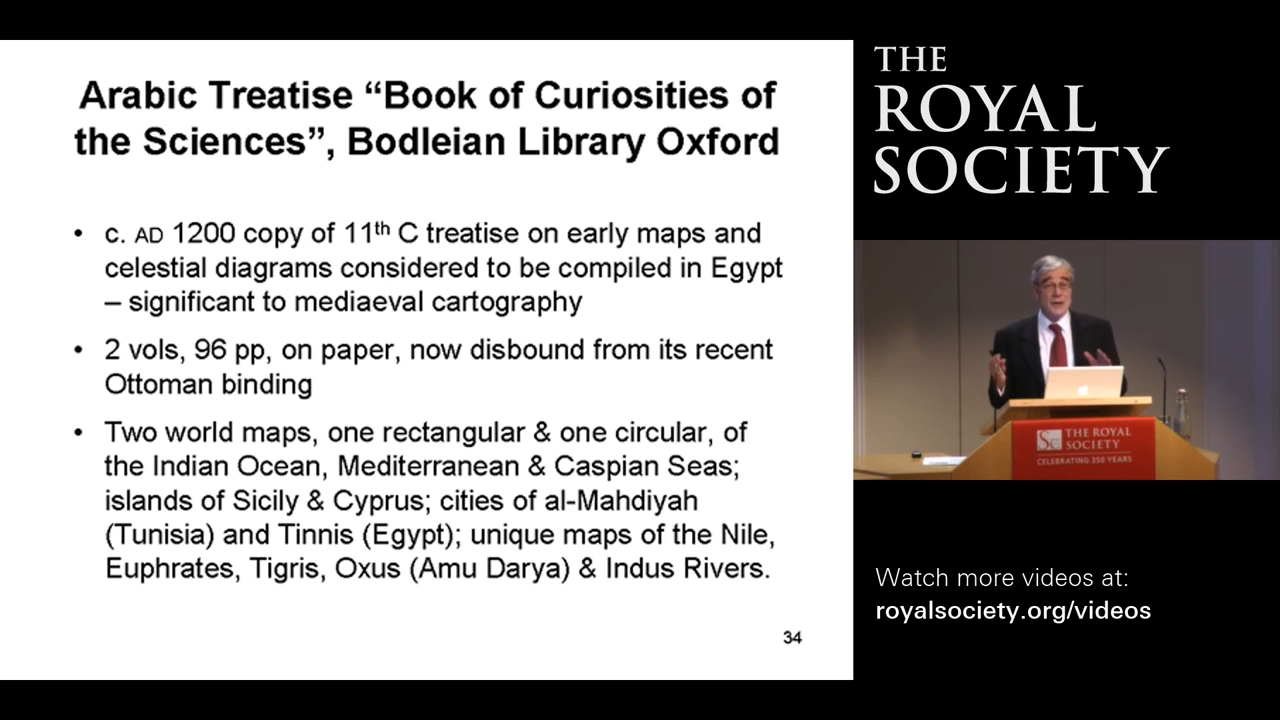 Arabic Treatise “Book of Curiosities of
the Sciences”, Bodleian Library Oxford
• c. AD 1200 copy of 11th C treatise on early maps and
celestial diagrams considered to be compiled in Egypt
– significant to mediaeval cartography
• 2 vols, 96 pp, on paper, now disbound from its recent
Ottoman binding
• Two world maps, one rectangular & one circular, of
the Indian Ocean, Mediterranean & Caspian Seas;
islands of Sicily & Cyprus; cities of al-Mahdiyah
(Tunisia) and Tinnis (Egypt); unique maps of the Nile,
Euphrates, Tigris, Oxus (Amu Darya) & Indus Rivers.
34
THE
ROYAL
SOCIETY
THE ROYAL
SOCIETY
CELEBRATING 350 YEARS
Watch more videos at:
royalsociety.org/videos